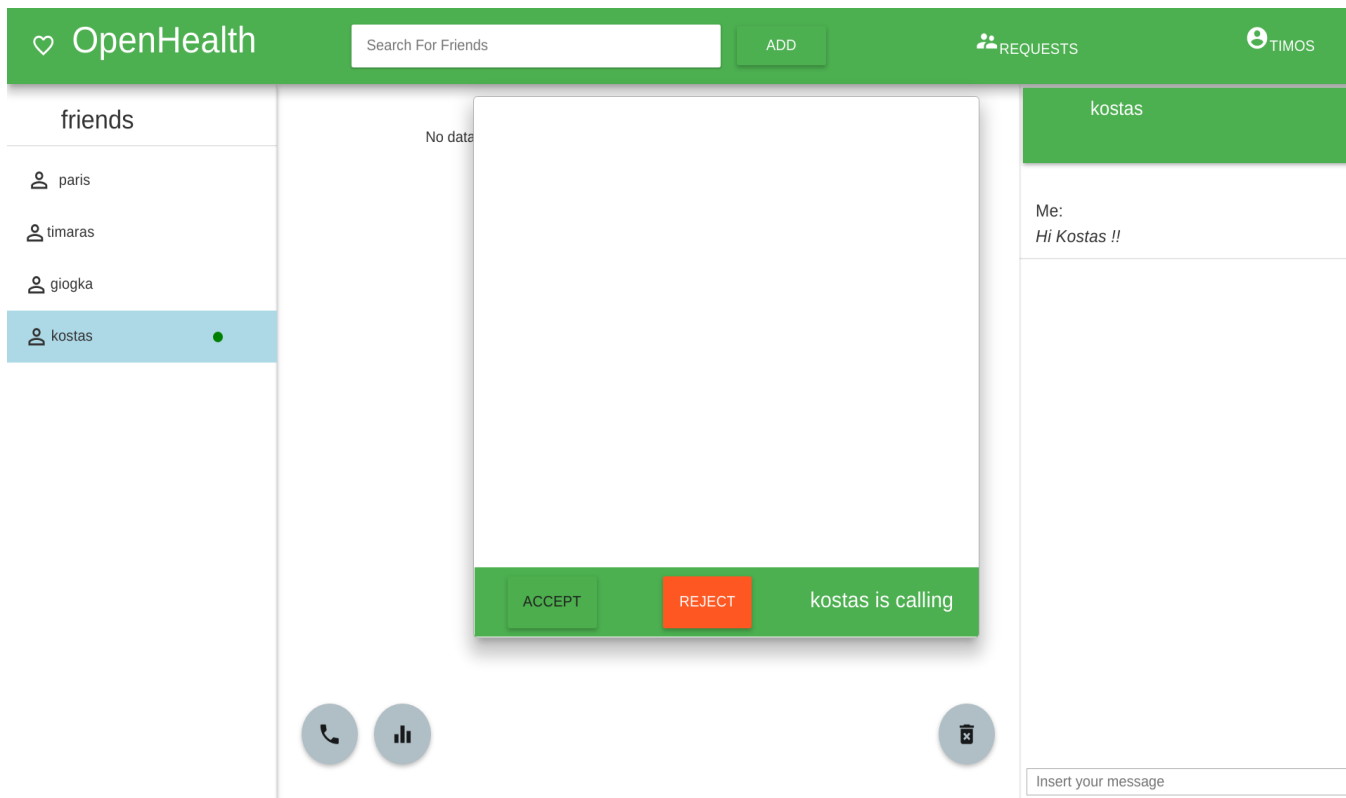 OpenHealth
Search For Friends
ADD
REQUESTS
TIMOS
friends
paris
timaras
giogka
kostas
No data
ACCEPT
REJECT
kostas is calling
kostas
Me:
Hi Kostas !!
Insert your message